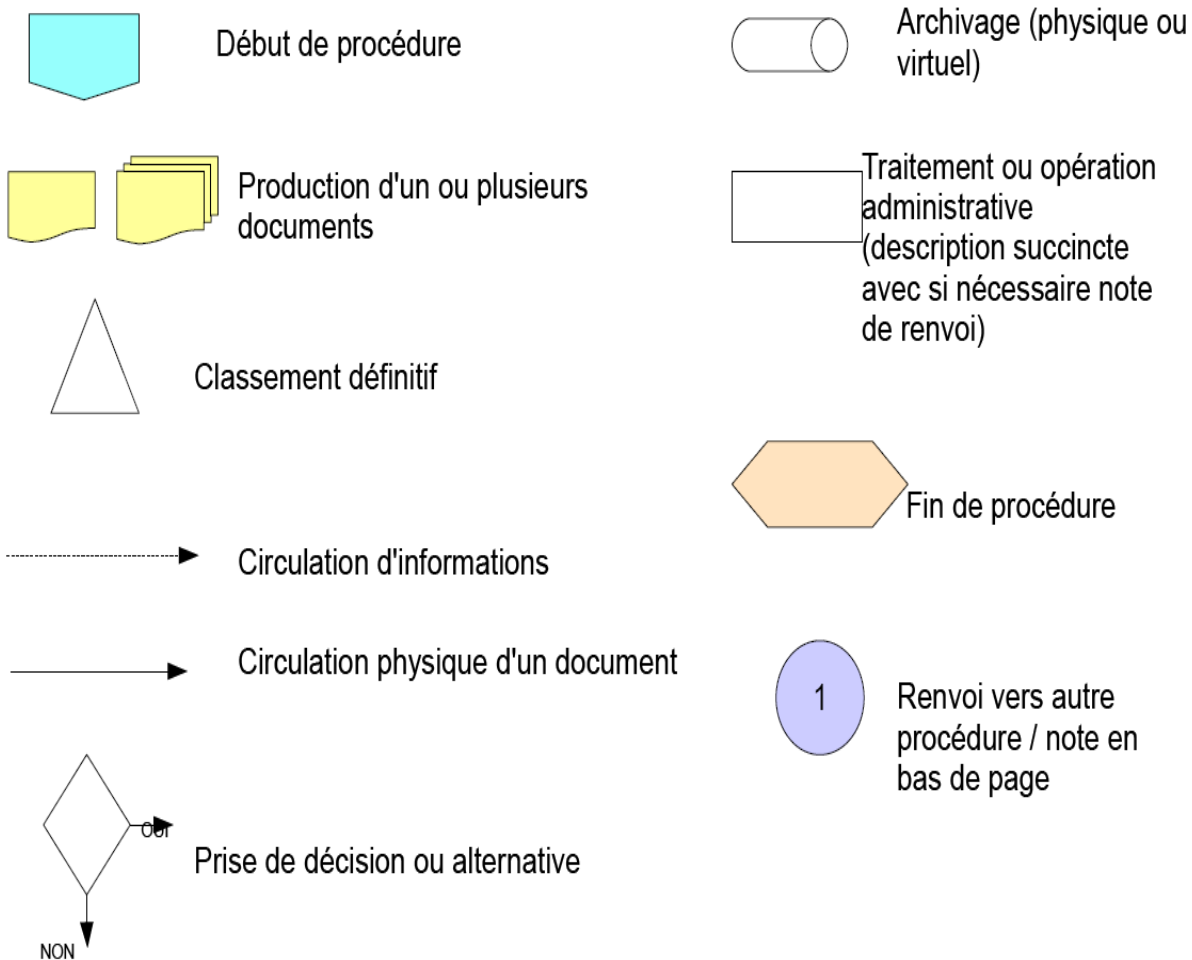 Début de procédure
Production d'un ou plusieurs
documents
Classement définitif
Circulation d'informations
Circulation physique d'un document
OUI
Prise de décision ou alternative
NON
Archivage (physique ou
virtuel)
Traitement ou opération
administrative
(description succincte
avec si nécessaire note
de renvoi)
Fin de procédure
1
Renvoi vers autre
procédure / note en
bas de page